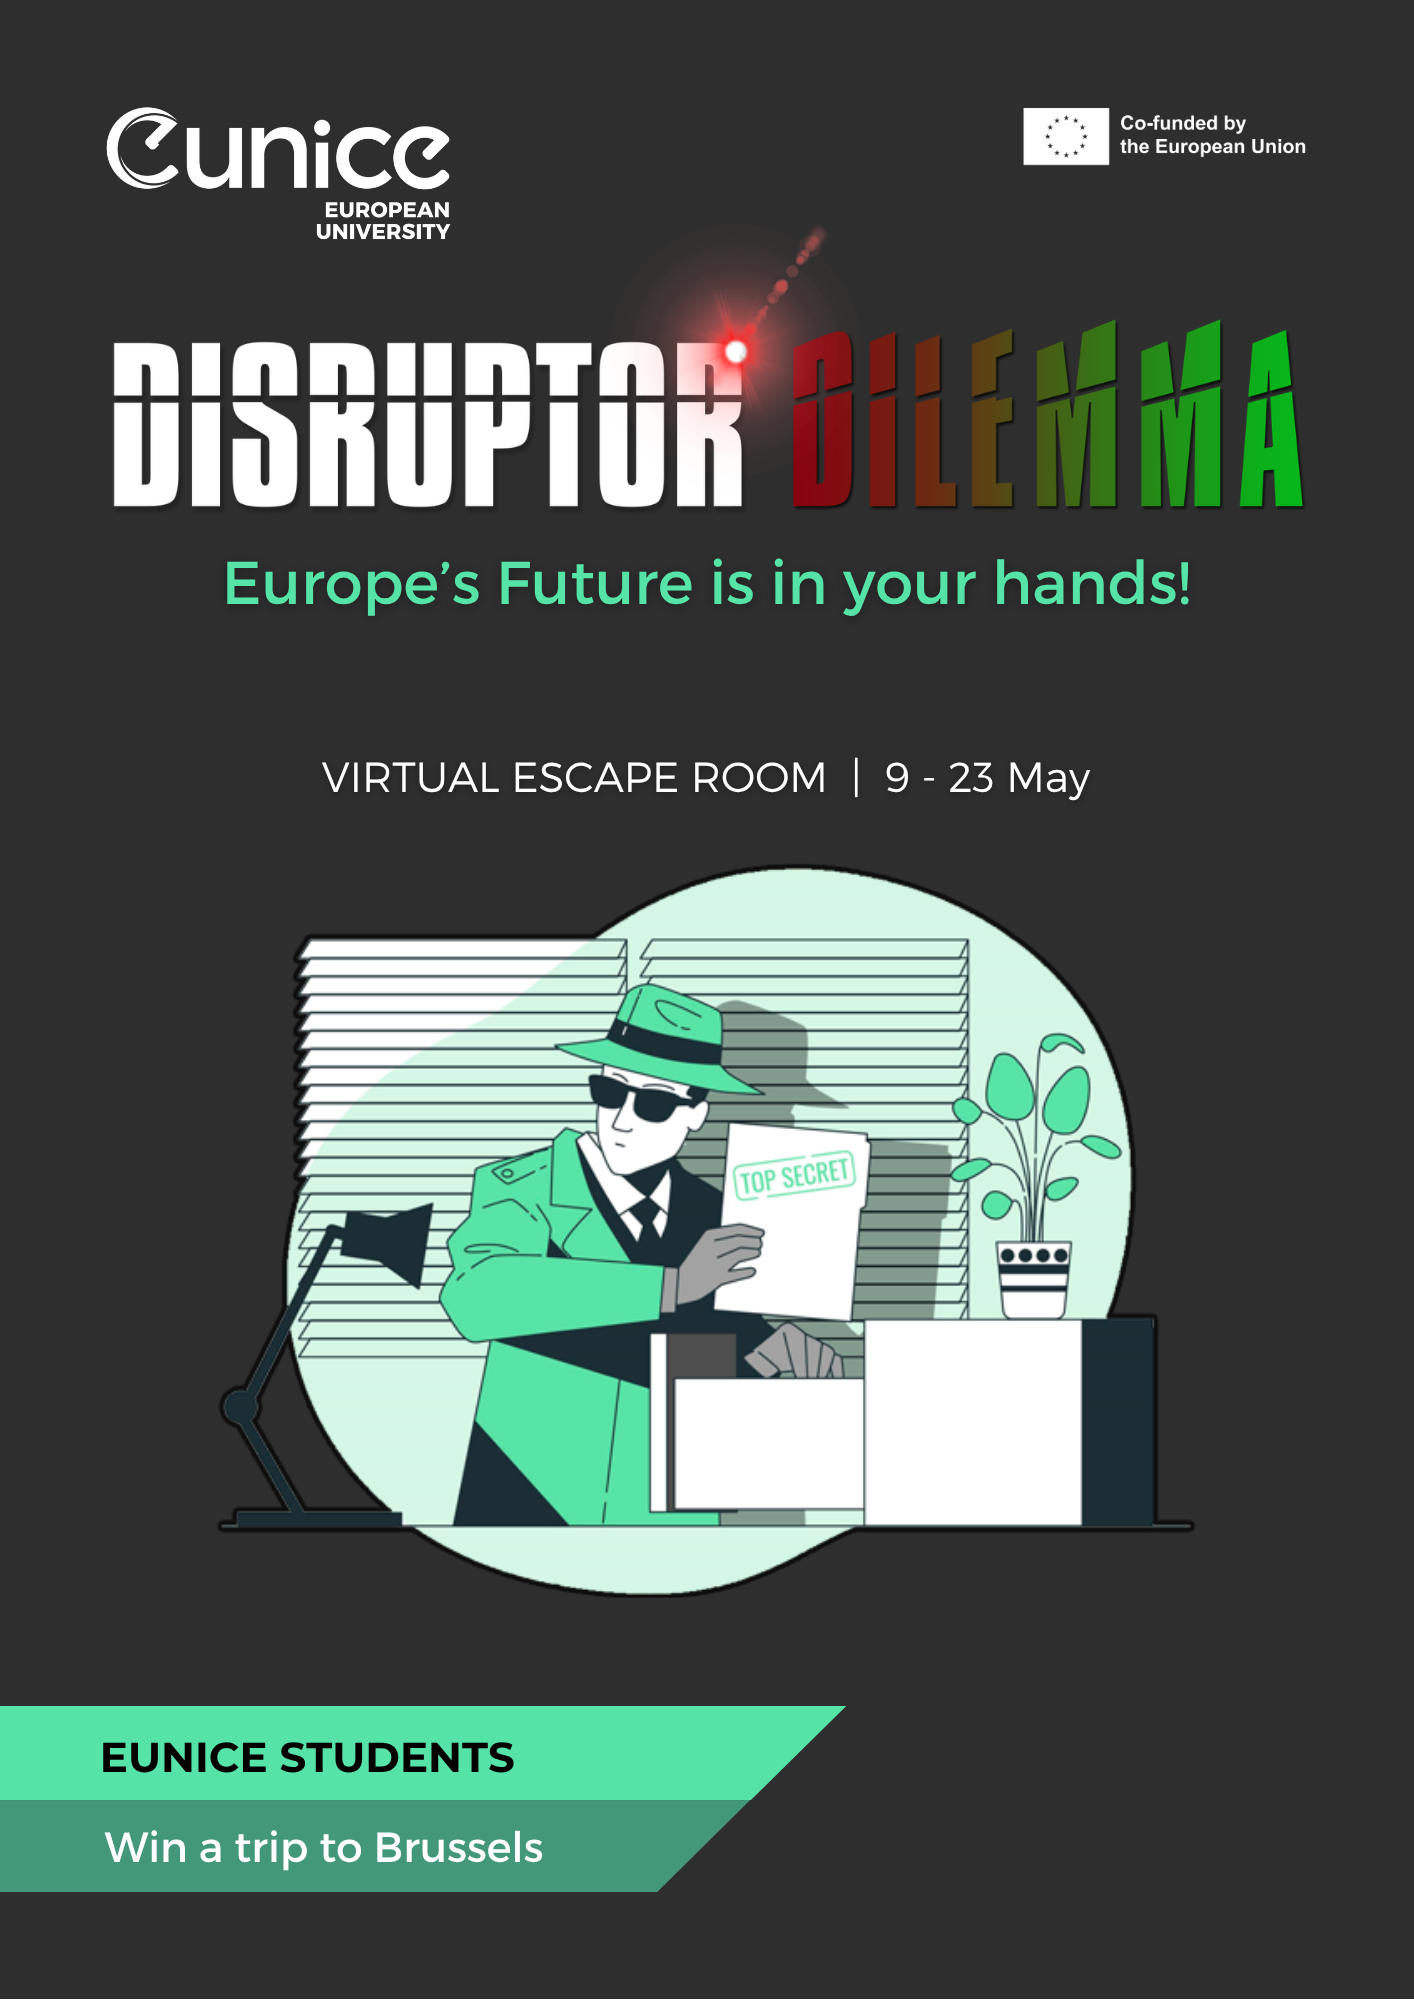 eunice
EUROPEAN
UNIVERSITY
Co-funded by
the European Union
DISRUPTOR DILEMMA
Europe’s Future is in your hands!
VIRTUAL ESCAPE ROOM | 9 - 23 May
TOP SECRET
EUNICE STUDENTS
Win a trip to Brussels